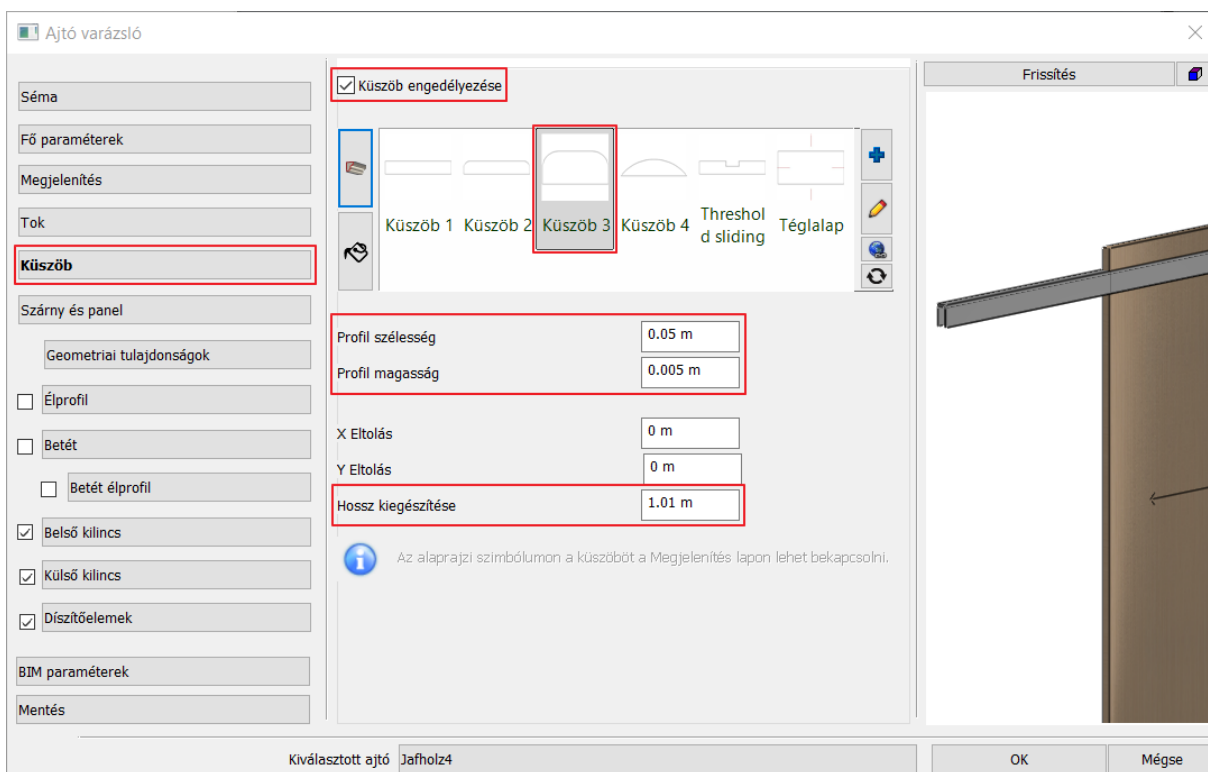 Ajtó varázsló
Séma
Fő paraméterek
Megjelenítés
Tok
Küszöb
Szárny és panel
Geometriai tulajdonságok
Élprofil
Betét
Betét élprofil
Belső kilincs
Külső kilincs
Díszítőelemek
BIM paraméterek
Mentés
Küszöb engedélyezése
Küszöb 1
Küszöb 2
Küszöb 3
Küszöb 4
Threshol
d sliding
Téglalap
Profil szélesség 0.05 m
Profil magasság 0.005 m
X Eltolás 0 m
Y Eltolás 0 m
Hossz kiegészítése 1.01 m
Az alaprajzi szimbólumon a küszöböt a Megjelenítés lapon lehet bekapcsolni.
Frissítés
Kiválasztott ajtó Jafholz4
OK
Mégse